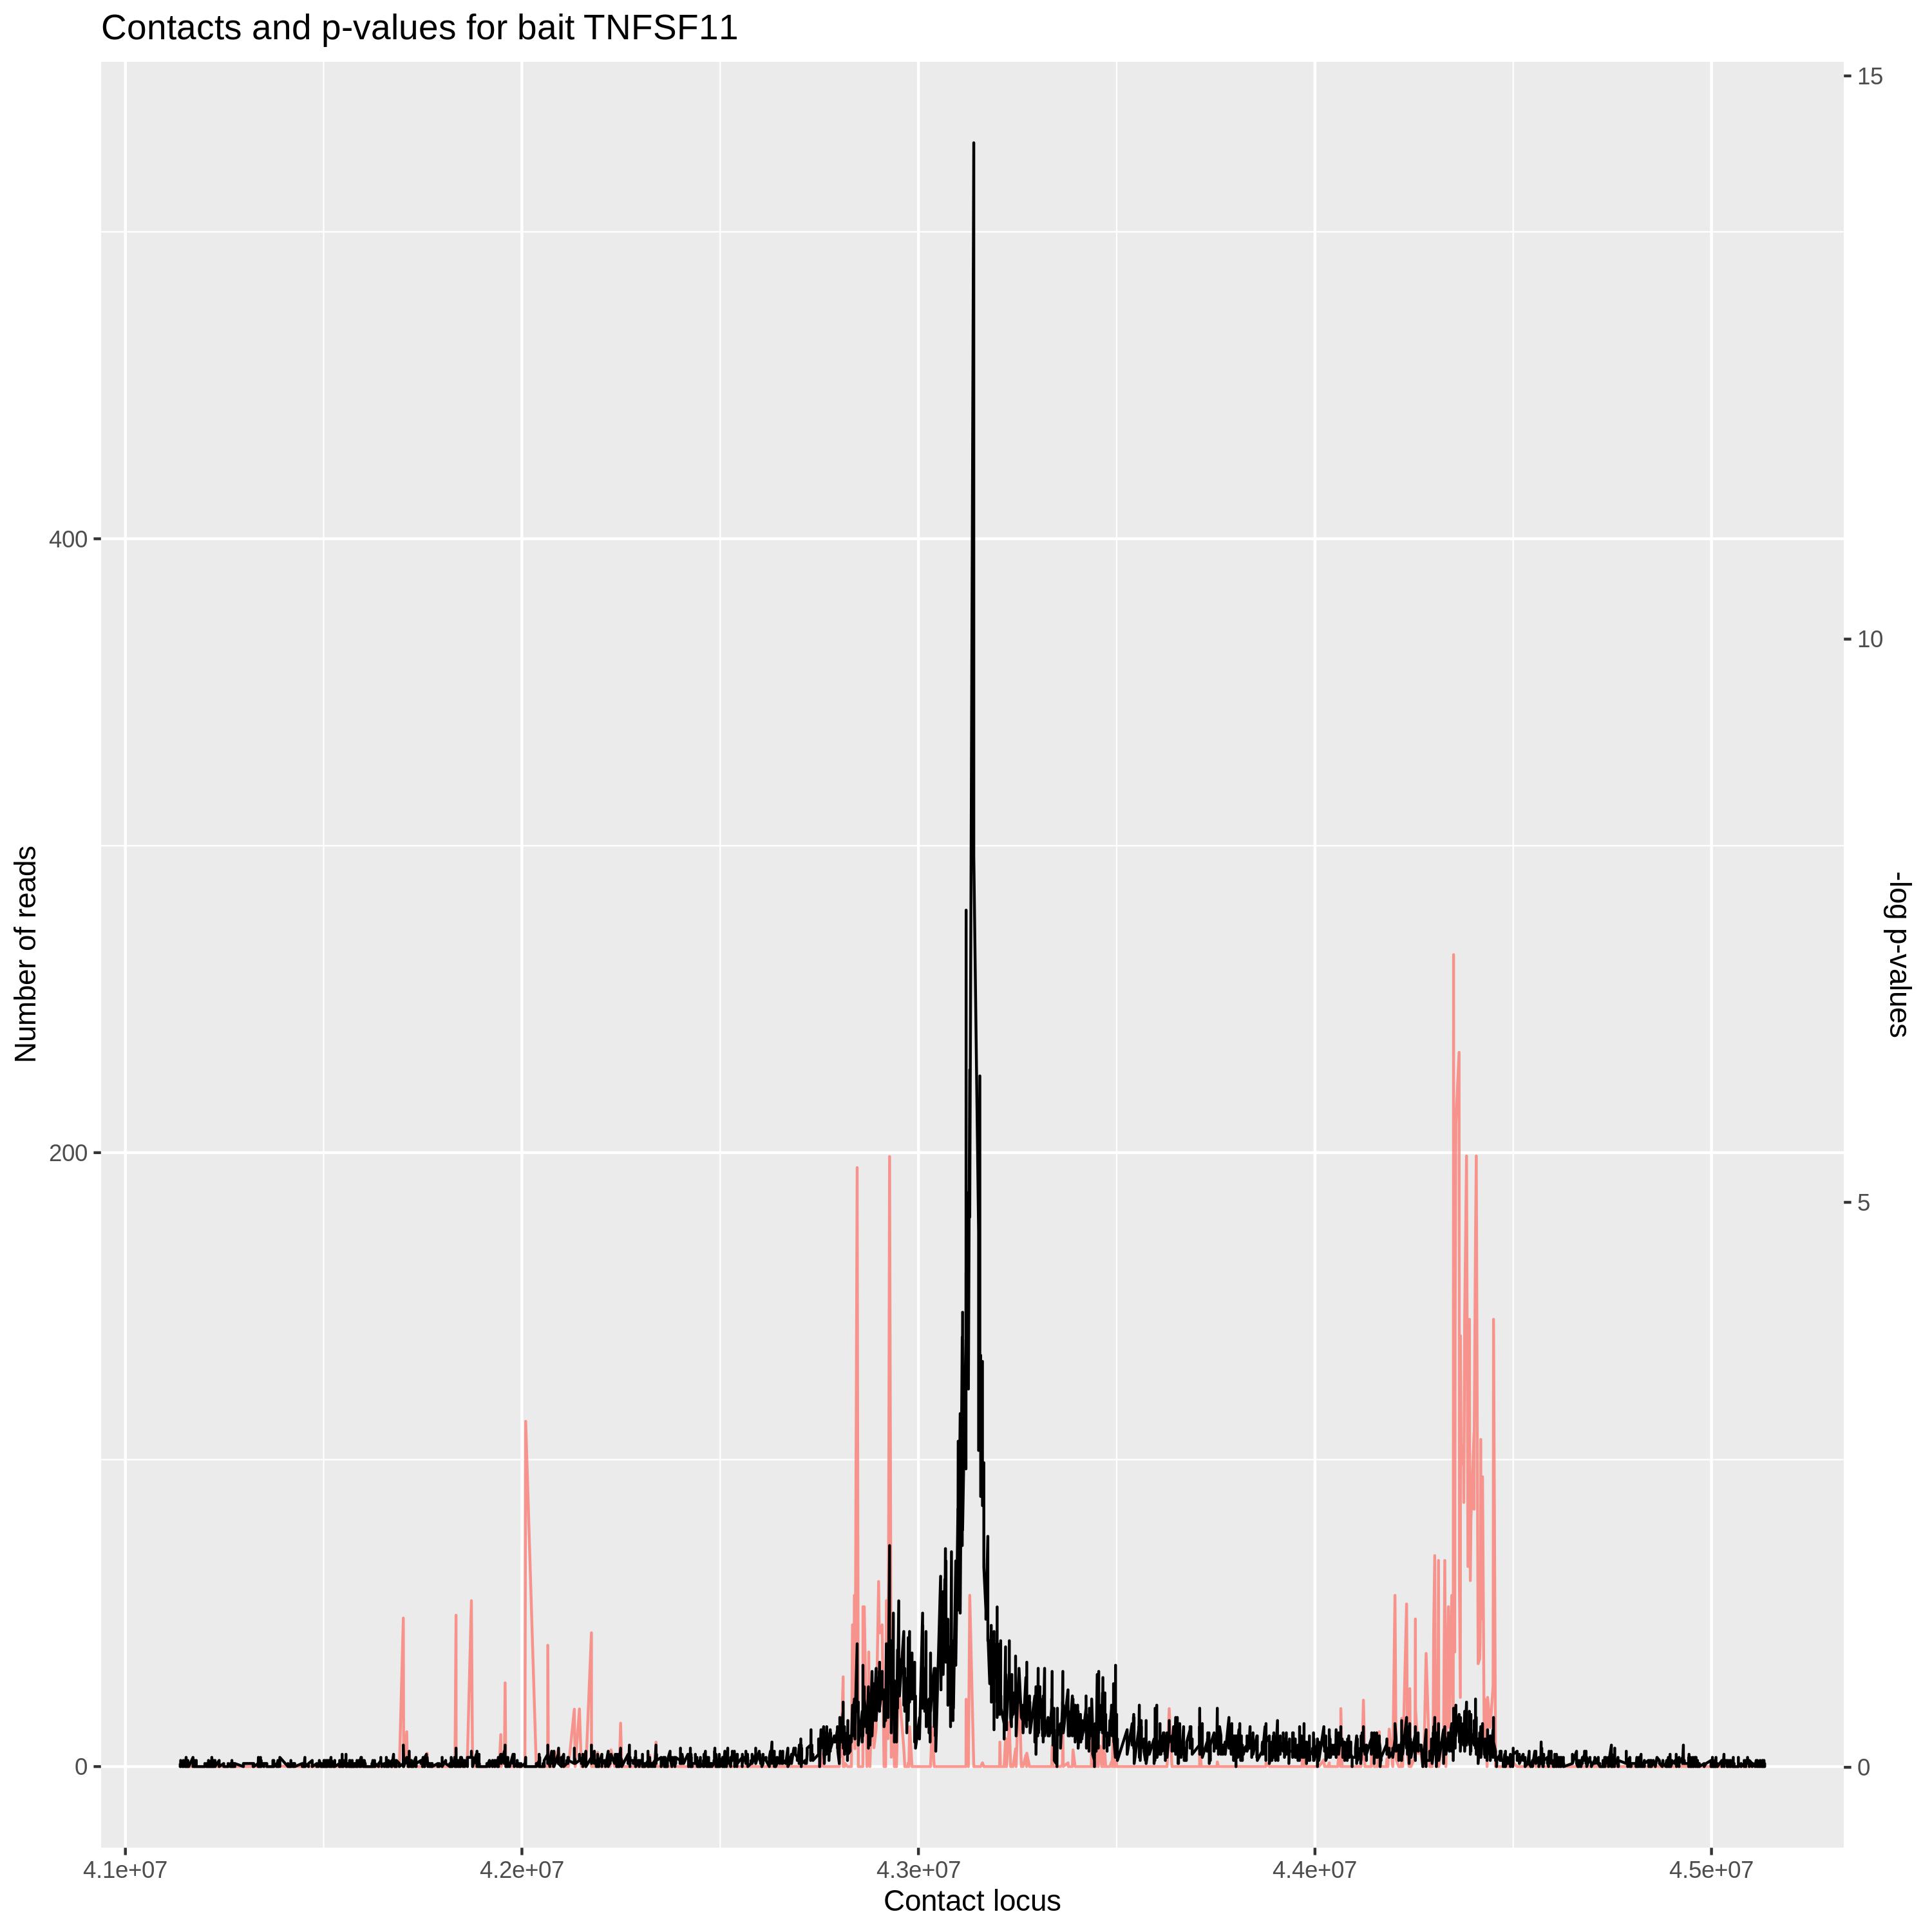 Contacts and p-values for bait TNFSF11
Number of reads
400
200
0
15
10
5
0
-log p-values
4.1e+07
4.2e+07
4.3e+07
4.4e+07
4.5e+07
Contact locus